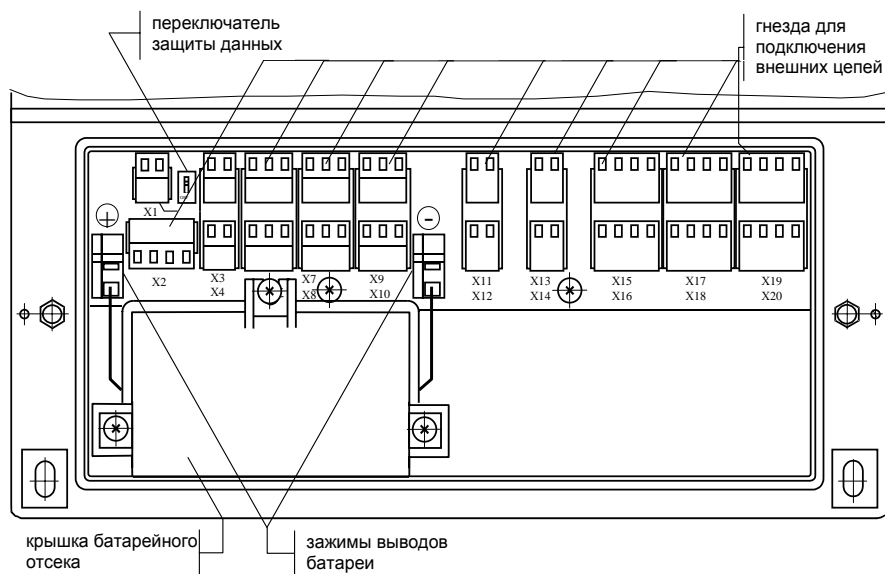 переключатель
защиты данных
гнезда для
подключения
внешних цепей
X1
+
-
X2
X3
X4
X7
X8
X9
X10
X11
X12
X13
X14
X15
X16
X17
X18
X19
X20
крышка батарейного
отсека
зажимы выводов
батареи